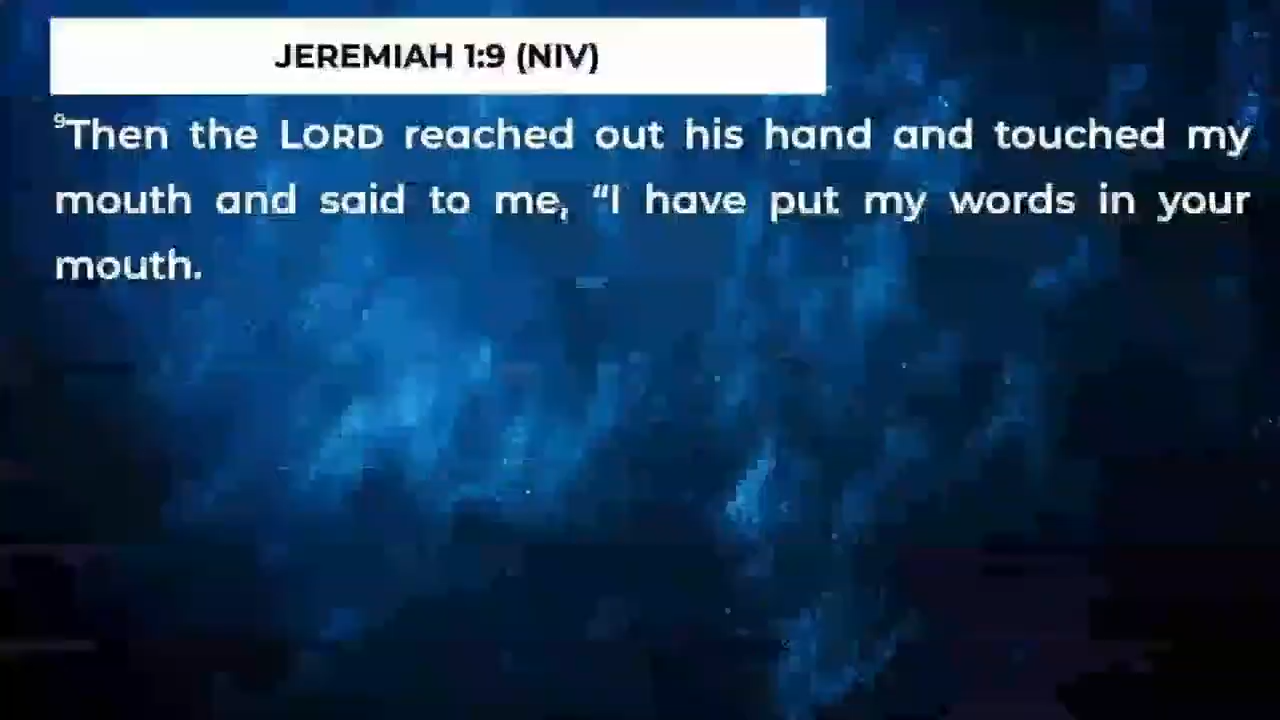 JEREMIAH 1:9 (NIV)
⁹Then the LORD reached out his hand and touched my
mouth and said to me, “I have put my words in your
mouth.